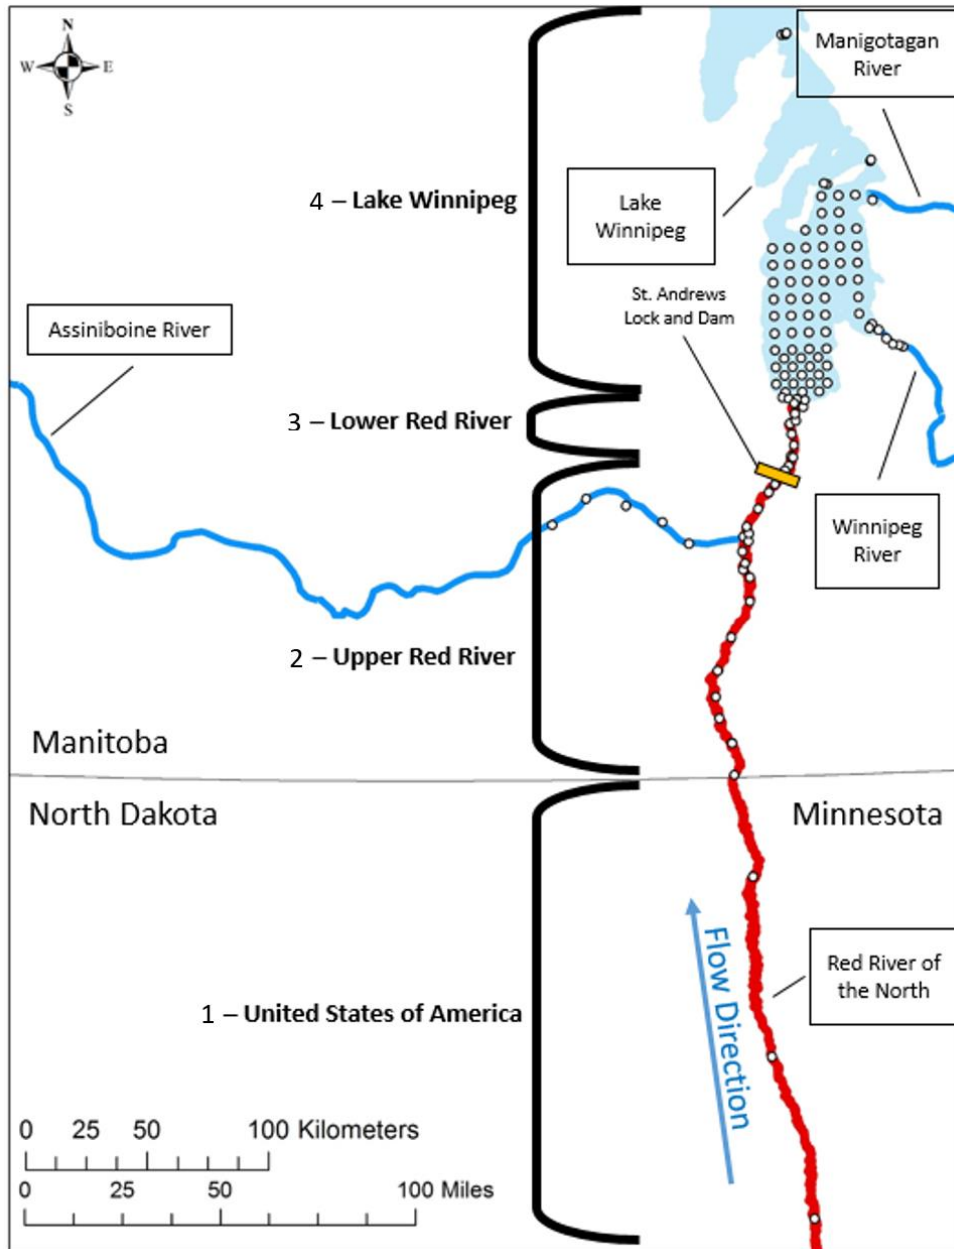 N
W E
S
Manigotagan
River
4 – Lake Winnipeg
Lake
Winnipeg
St. Andrews
Lock and Dam
Assiniboine River
3 – Lower Red River
Winnipeg
River
2 – Upper Red River
Manitoba
North Dakota
Minnesota
Flow Direction
Red River of
the North
1 – United States of America
0 25 50 100 Kilometers
0 25 50 100 Miles